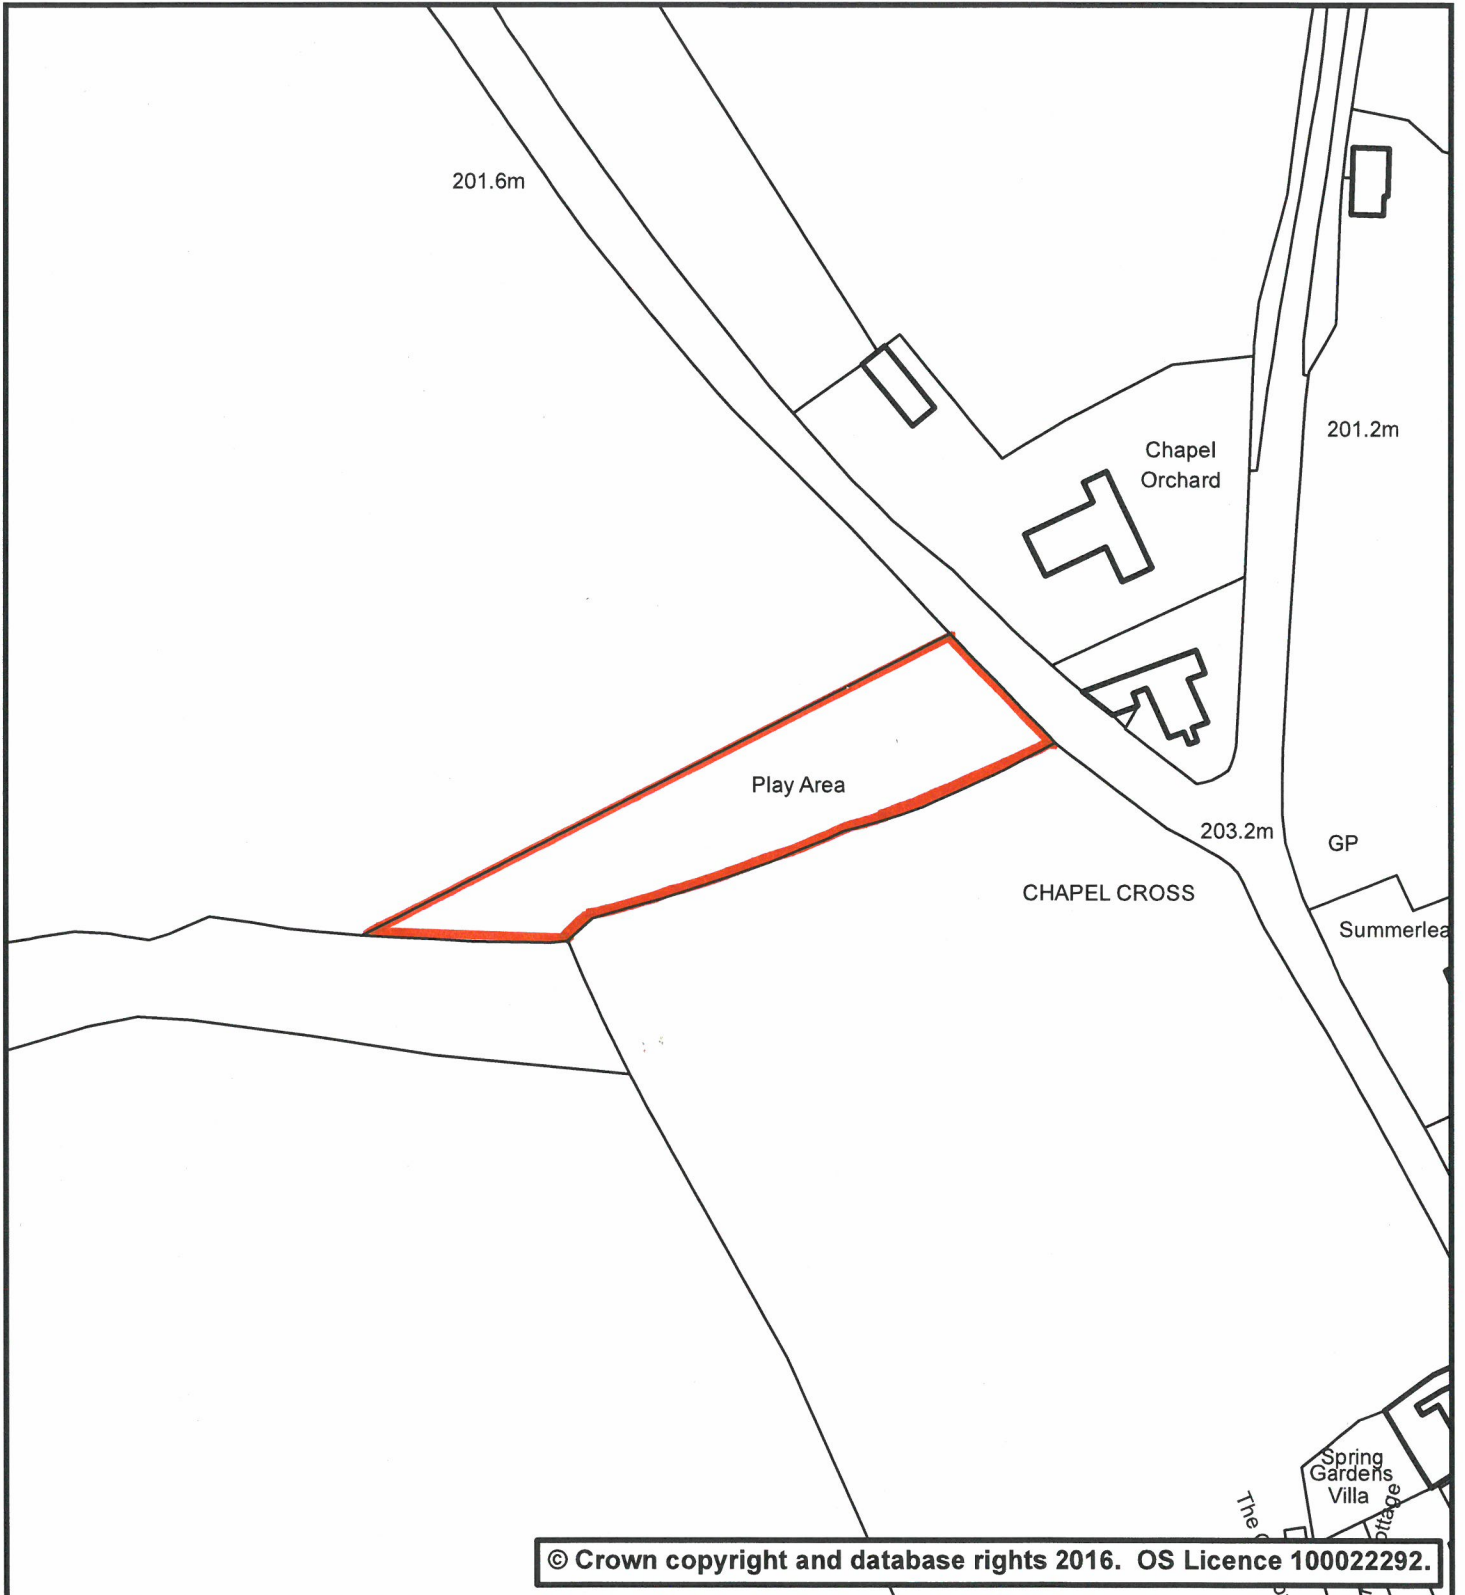 201.6m
201.2m
Chapel
Orchard
Play Area
203.2m
GP
CHAPEL CROSS
Summerlea
Spring
Gardens
Villa
The
ottage
© Crown copyright and database rights 2016. OS Licence 100022292.